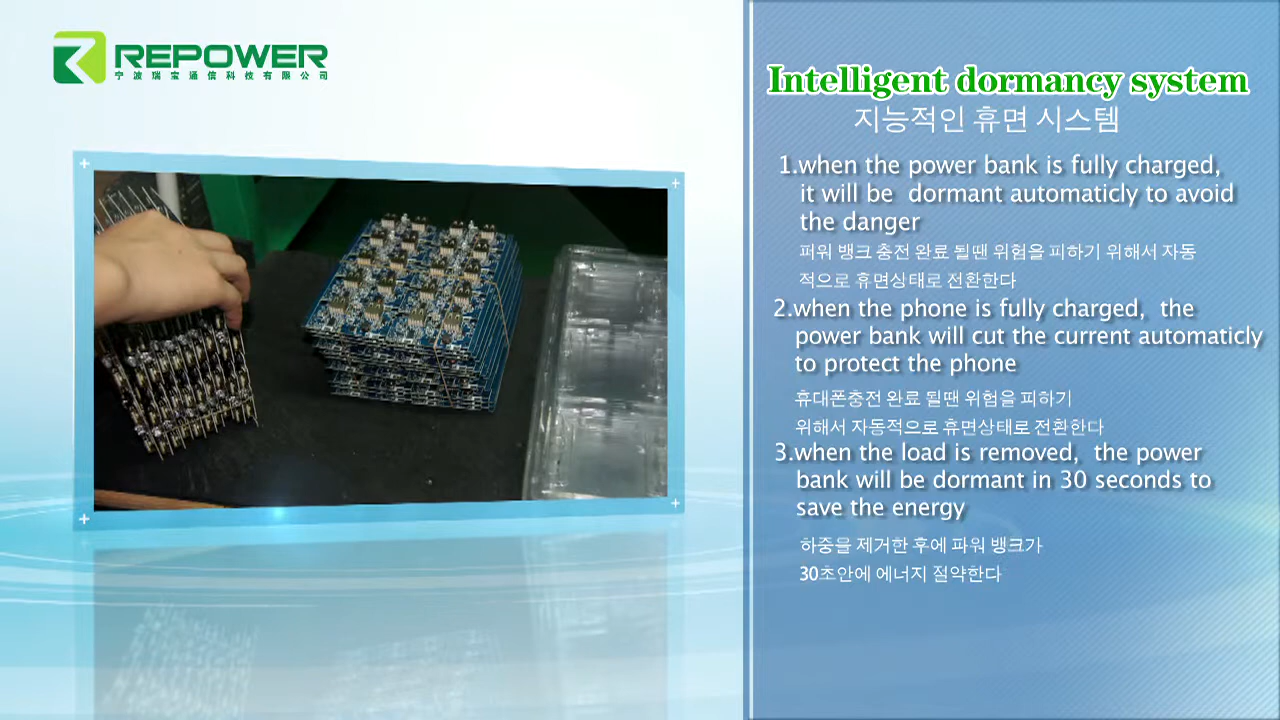 REPOWER
宁波瑞宝通信科技有限公司
Intelligent dormancy system
지능적인 휴면 시스템
1.when the power bank is fully charged,
it will be dormant automaticly to avoid
the danger
퍼워 뱅크 충전 완료 될땐 위험을 피하기 위해서 자동
적으로 휴면상태로 전환한다
2.when the phone is fully charged, the
power bank will cut the current automaticly
to protect the phone
휴대폰충전 완료 될땐 위험을 피하기
위해서 자동적으로 휴면상태로 전환한다
3.when the load is removed, the power
bank will be dormant in 30 seconds to
save the energy
하중을 제거한 후에 파워 뱅크가
30초안에 에너지 절약한다